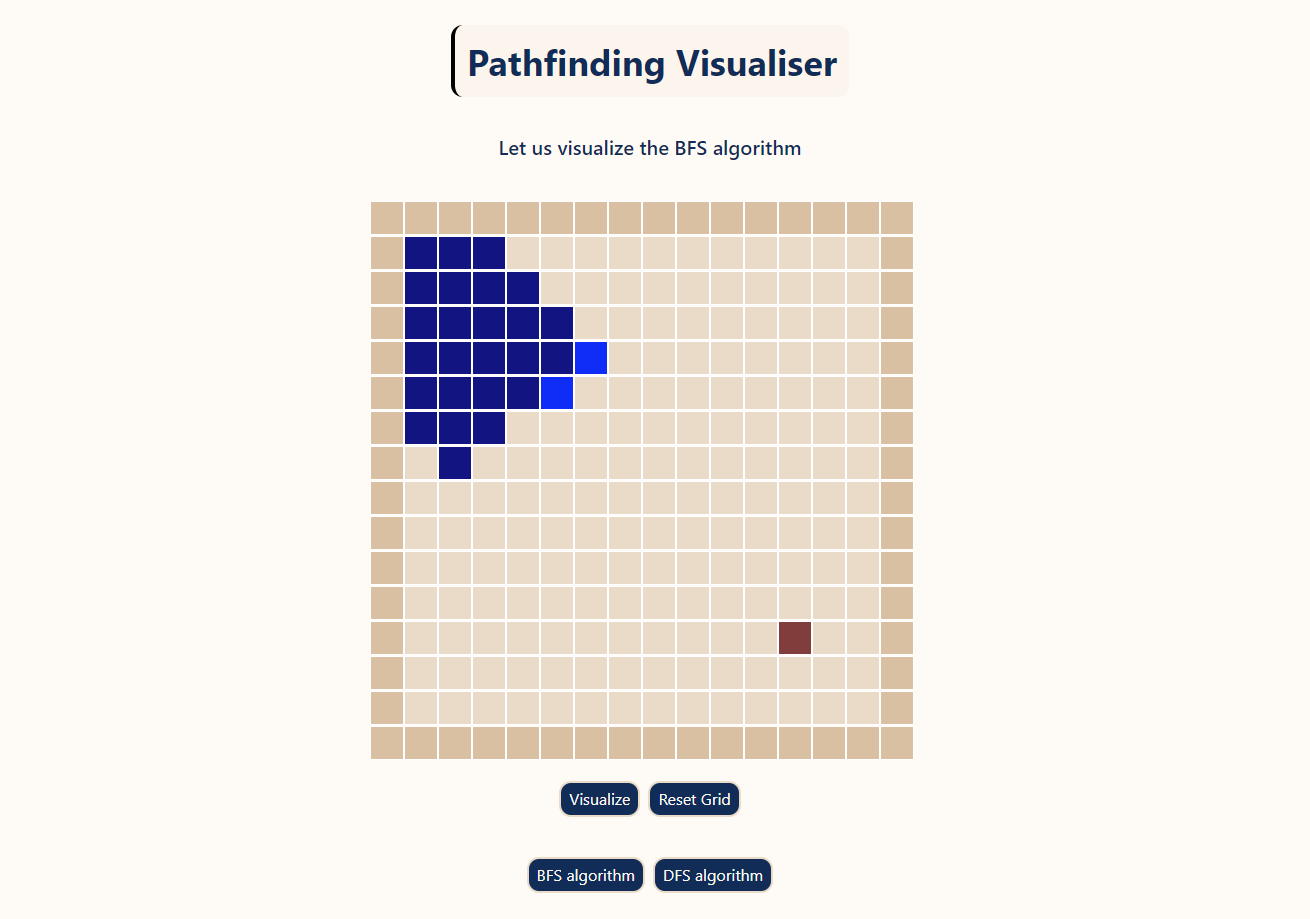 Pathfinding Visualiser
Let us visualize the BFS algorithm
Visualize
Reset Grid
BFS algorithm
DFS algorithm